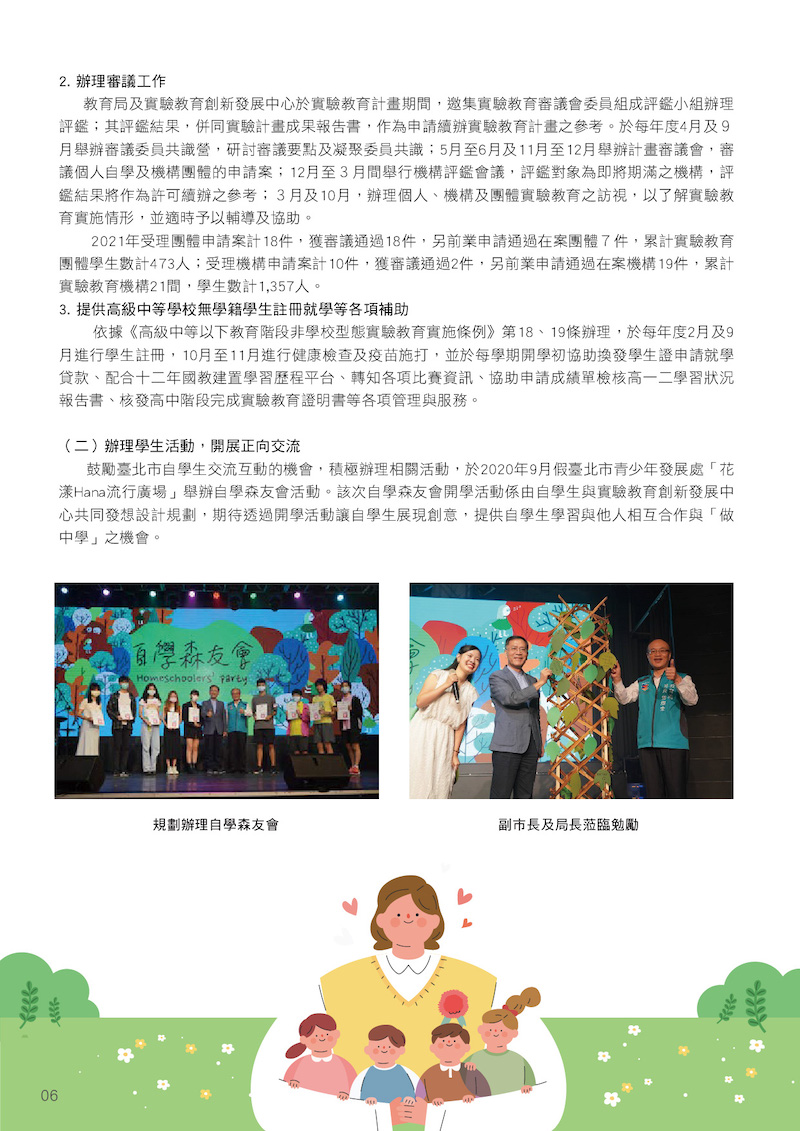 2. 辦理審議工作
教育局及實驗教育創新發展中心於實驗教育計畫期間，邀集實驗教育審議會委員組成評鑑小組辦理
評鑑；其評鑑結果，併同實驗計畫成果報告書，作為申請續辦實驗教育計畫之參考。於每年度4月及９
月舉辦審議委員共識營，研討審議要點及凝聚委員共識；5月至6月及11月至12月舉辦計畫審議會，審
議個人自學及機構團體的申請案；12月至３月間舉行機構評鑑會議，評鑑對象為即將期滿之機構，評
鑑結果將作為許可續辦之參考；３月及10月，辦理個人、機構及團體實驗教育之訪視，以了解實驗教
育實施情形，並適時予以輔導及協助。
2021年受理團體申請案計18件，獲審議通過18件，另前業申請通過在案團體７件，累計實驗教育
團體學生數計473人；受理機構申請案計10件，獲審議通過2件，另前業申請通過在案機構19件，累計
實驗教育機構21間，學生數計1,357人。
3. 提供高級中等學校無學籍學生註冊就學等各項補助
依據《高級中等以下教育階段非學校型態實驗教育實施條例》第18、19條辦理，於每年度2月及9
月進行學生註冊，10月至11月進行健康檢查及疫苗施打，並於每學期開學初協助換發學生證申請就學
貸款、配合十二年國教建置學習歷程平台、轉知各項比賽資訊、協助申請成績單檢核高一二學習狀況
報告書、核發高中階段完成實驗教育證明書等各項管理與服務。
（二）辦理學生活動，開展正向交流
鼓勵臺北市自學生交流互動的機會，積極辦理相關活動，於2020年9月假臺北市青少年發展處「花
漾Hana流行廣場」舉辦自學森友會活動。該次自學森友會開學活動係由自學生與實驗教育創新發展中
心共同發想設計規劃，期待透過開學活動讓自學生展現創意，提供自學生學習與他人相互合作與「做
中學」之機會。
自學森友會
Homeschoolers' Party
規劃辦理自學森友會
副市長及局長蒞臨勉勵
06